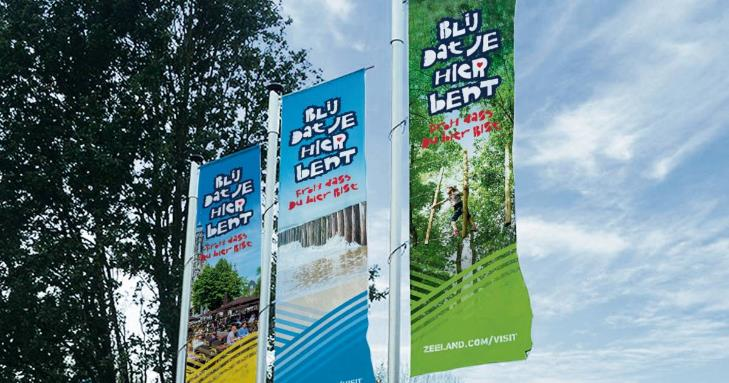 BLIJ
DAT JE
HIER
BENT
FROH DASS
DU HIER BIST
BLIJ
DAT JE
HIER
BENT
FROH DASS
DU HIER BIST
VISIT
BLIJ
DAT JE
HIER
BENT
FROH DASS
DU HIER BIST
ZEELAND.COM/VISIT